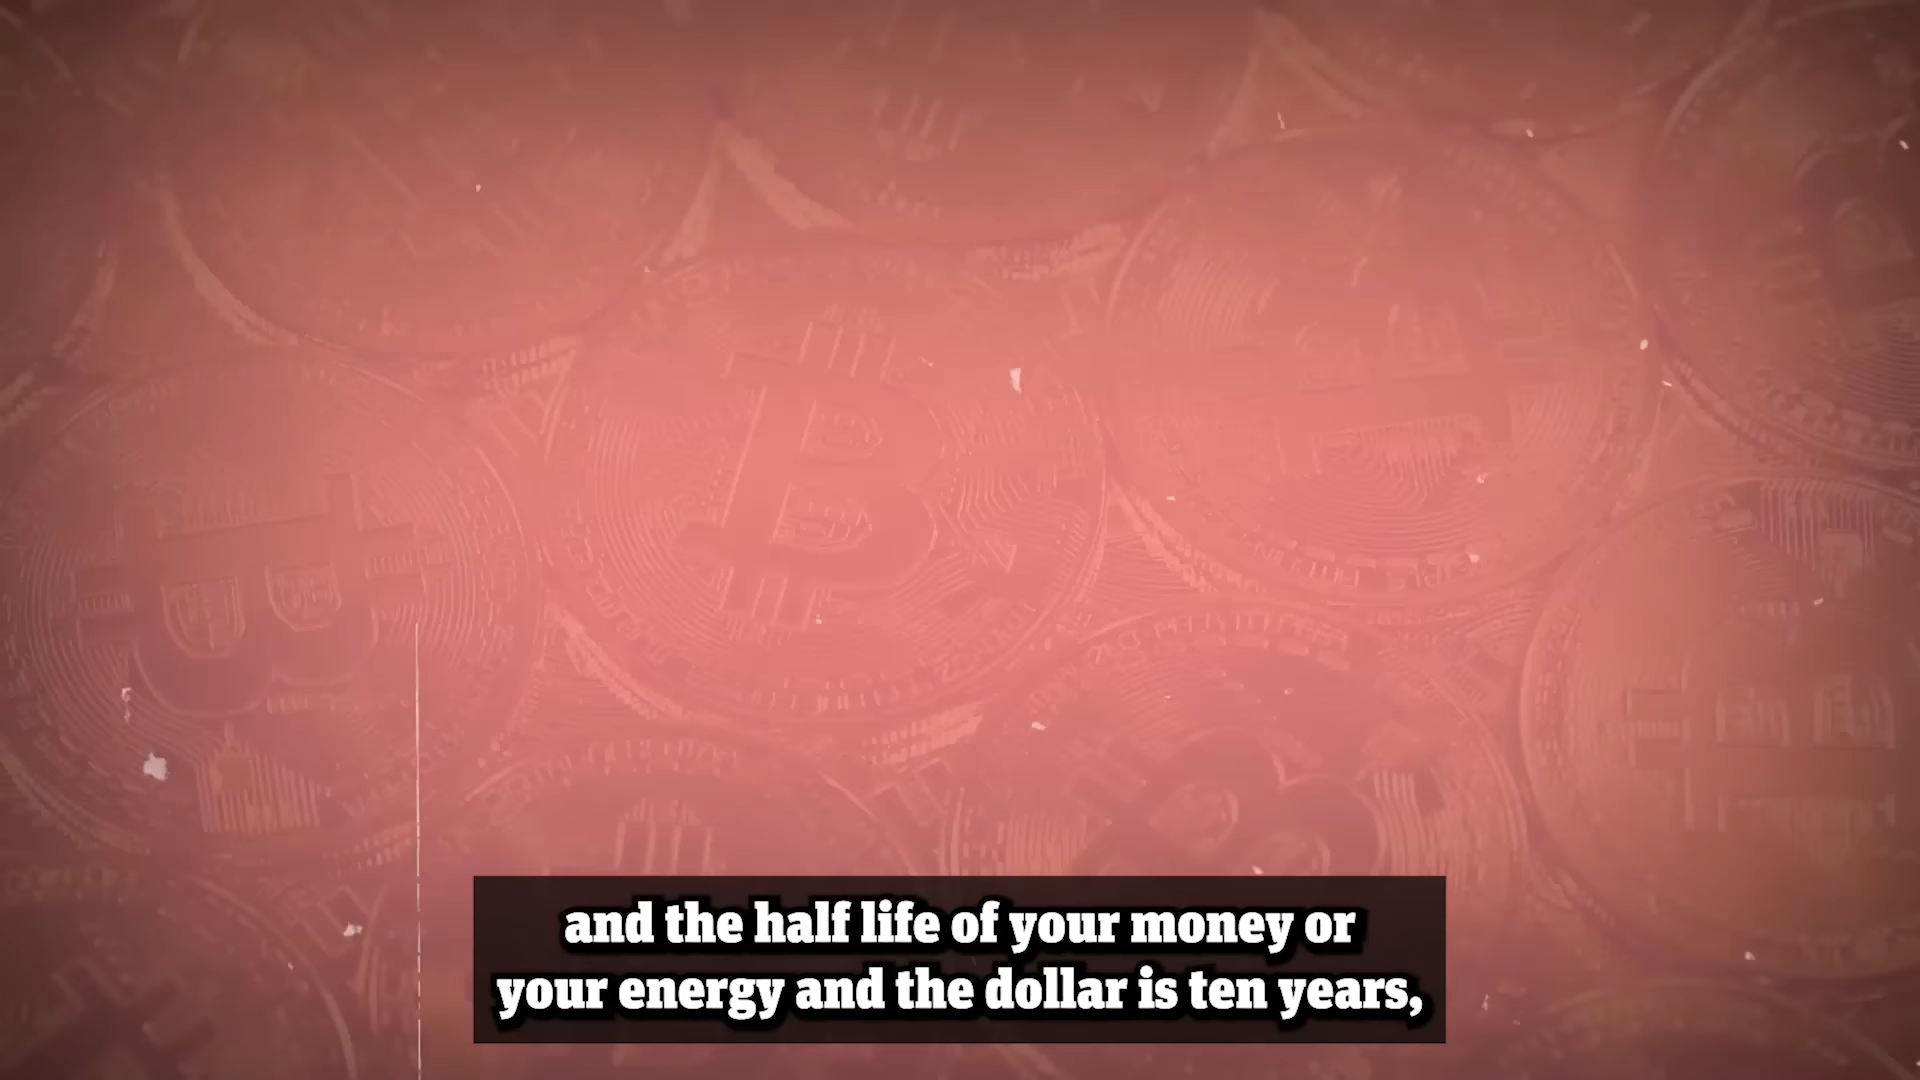 and the half life of your money or
your energy and the dollar is ten years,